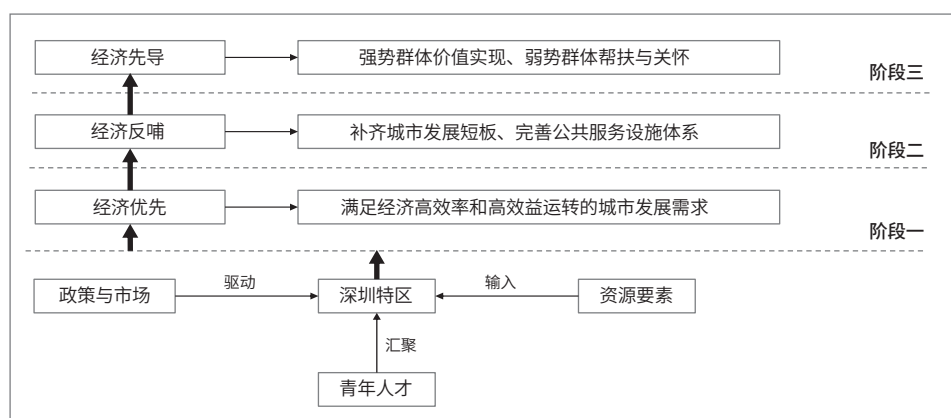 经济先导
强势群体价值实现、弱势群体帮扶与关怀
阶段三
经济反哺
补齐城市发展短板、完善公共服务设施体系
阶段二
经济优先
满足经济高效率和高效益运转的城市发展需求
阶段一
政策与市场
驱动
深圳特区
输入
资源要素
汇聚
青年人才